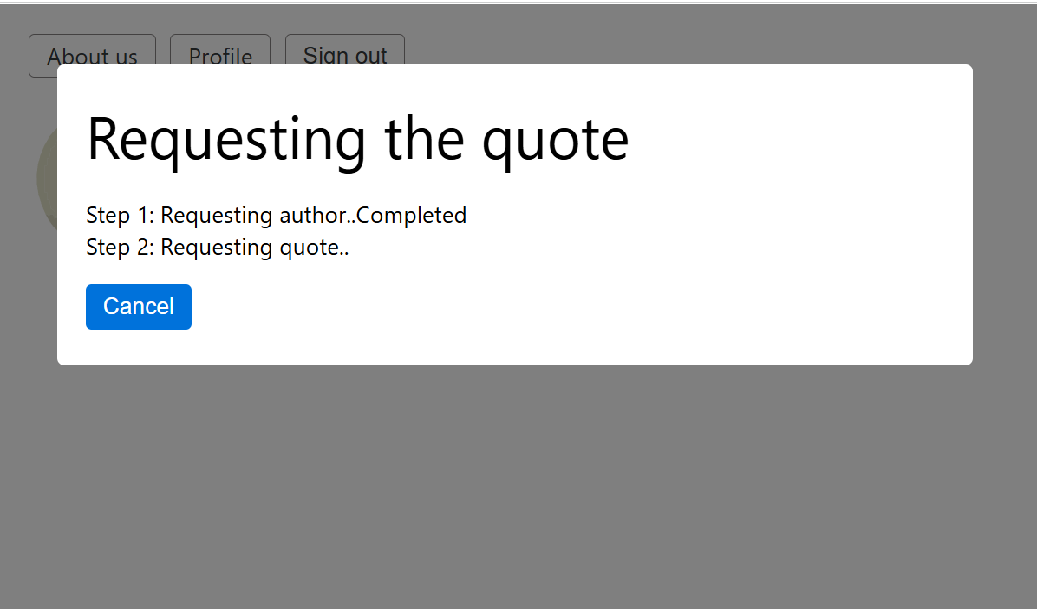 About us
Profile
Sign out
Requesting the quote
Step 1: Requesting author..Completed
Step 2: Requesting quote..
Cancel